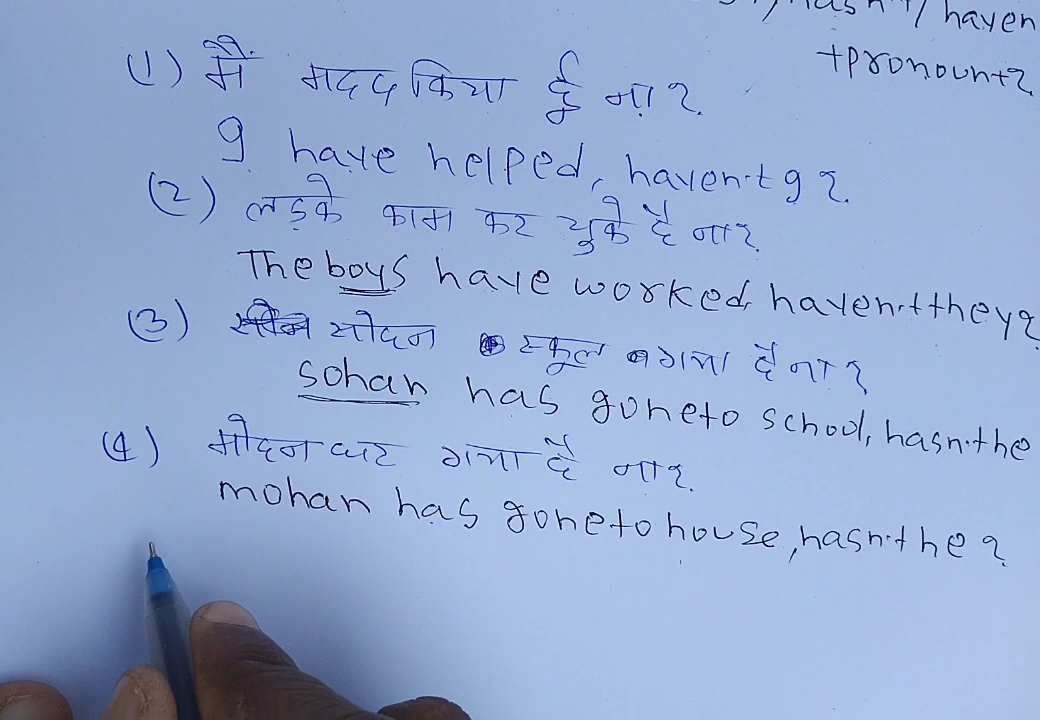 hasn't/haven
+pronoun+?
(1) मैं मदद किया हूँ ना?
I have helped, haven't I?
(2) लड़के काम कर चुके है ना?
The boys have worked, haven't they?
(3) सोहन स्कूल गया है ना?
sohan has gone to school, hasn't he
(4) मोहन घर गया है ना?
mohan has gone to house, hasn't he?